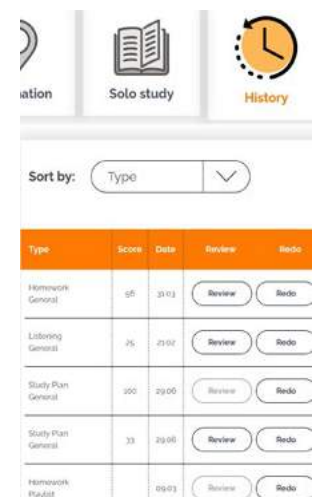 ation
Solo study
History
Sort by: Type
Type Score Date Review Redo
Homework 56 31.03 Review Redo
General
Listening 25 21.02 Review Redo
General
Study Plan 100 29.06 Review Redo
General
Study Plan 33 29.06 Review Redo
General
Homework 09.03 Review Redo
Playlist